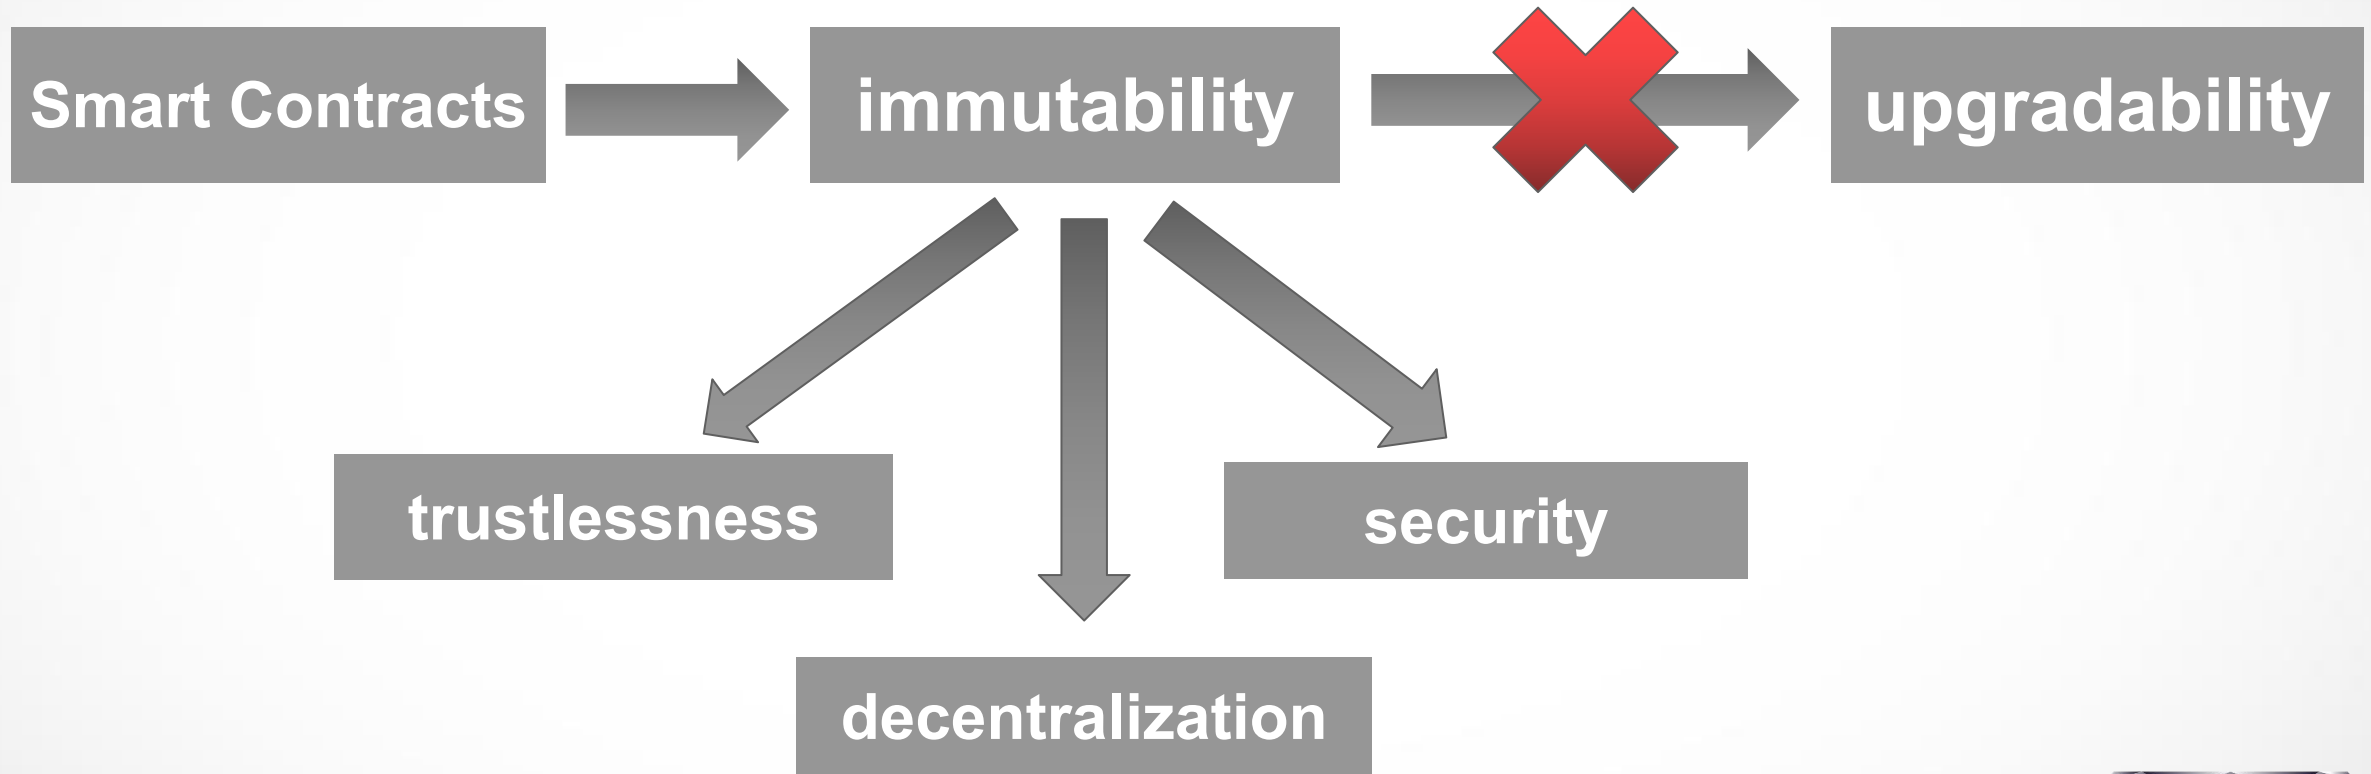 Smart Contracts
immutability
upgradability
trustlessness
security
decentralization